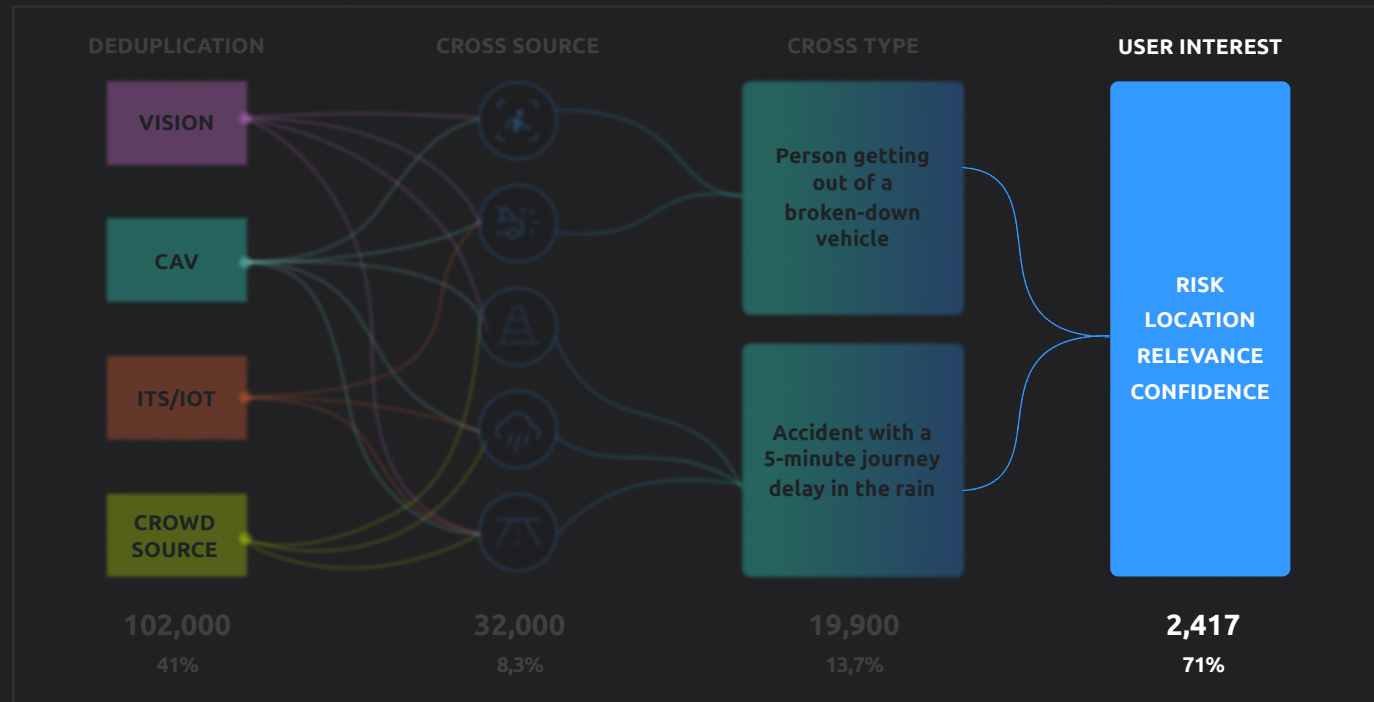 DEDUPLICATION
CROSS SOURCE
CROSS TYPE
USER INTEREST
VISION
CAV
ITS/IOT
CROWD
SOURCE
Person getting
out of a
broken-down
vehicle
Accident with a
5-minute journey
delay in the rain
RISK
LOCATION
RELEVANCE
CONFIDENCE
102,000
32,000
19,900
2,417
41%
8,3%
13,7%
71%